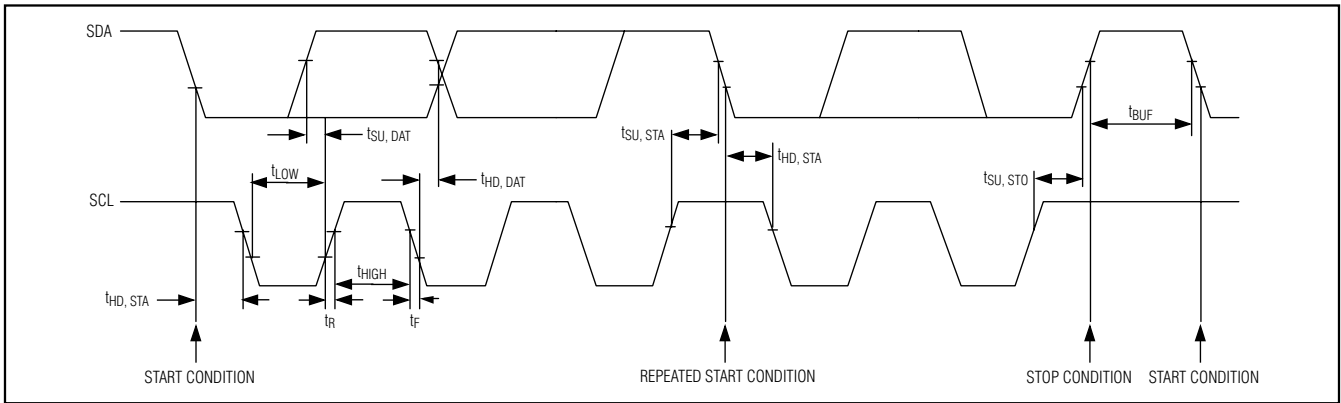 SDA
tSU, DAT
tSU, STA
tBUF
tHD, STA
tLOW
tHD, DAT
tSU, STO
SCL
tHIGH
tHD, STA
tR
tF
START CONDITION
REPEATED START CONDITION
STOP CONDITION
START CONDITION